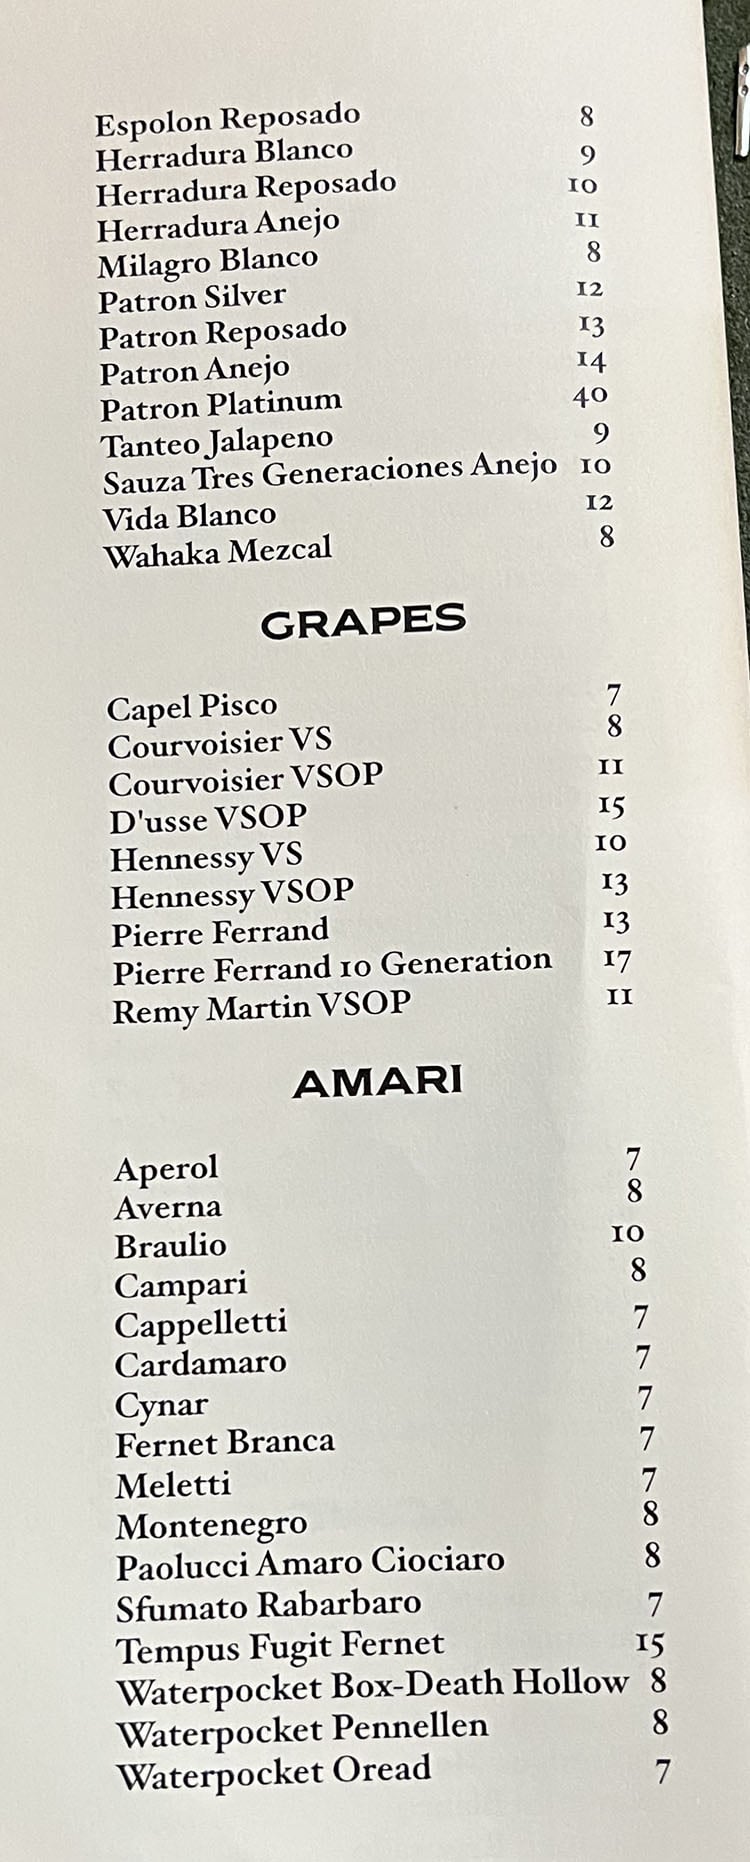 Espolon Reposado 8
Herradura Blanco 9
Herradura Reposado 10
Herradura Anejo 11
Milagro Blanco 8
Patron Silver 12
Patron Reposado 13
Patron Anejo 14
Patron Platinum 40
Tanteo Jalapeno 9
Sauza Tres Generaciones Anejo 10
Vida Blanco 12
Wahaka Mezcal 8
GRAPES
Capel Pisco 7
Courvoisier VS 8
Courvoisier VSOP 11
D'usse VSOP 15
Hennessy VS 10
Hennessy VSOP 13
Pierre Ferrand 13
Pierre Ferrand 10 Generation 17
Remy Martin VSOP 11
AMARI
Aperol 7
Averna 8
Braulio 10
Campari 8
Cappelletti 7
Cardamaro 7
Cynar 7
Fernet Branca 7
Meletti 7
Montenegro 8
Paolucci Amaro Ciociaro 8
Sfumato Rabarbaro 7
Tempus Fugit Fernet 15
Waterpocket Box-Death Hollow 8
Waterpocket Pennellen 8
Waterpocket Oread 7